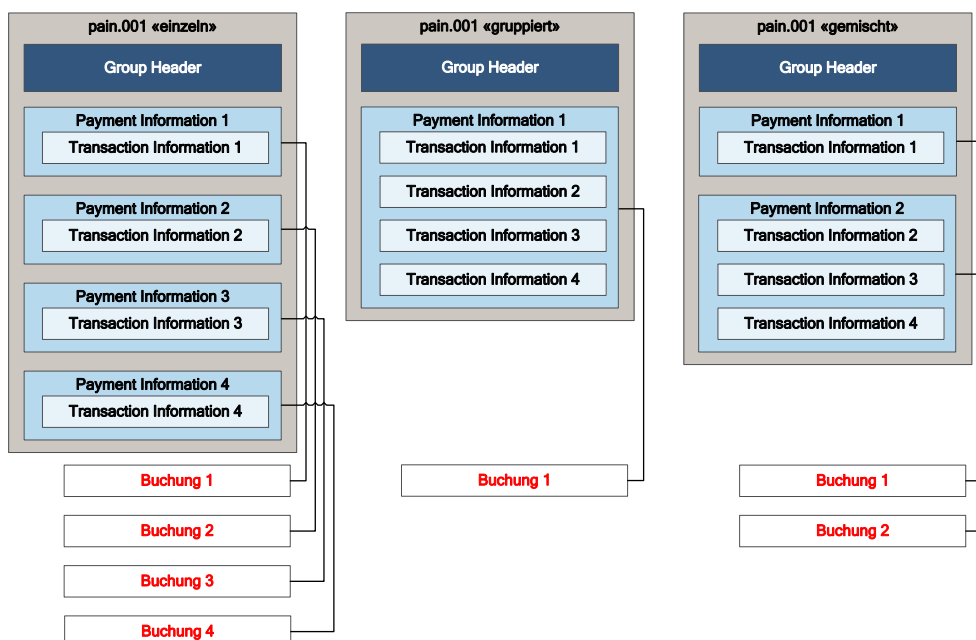 pain.001 «einzeln»
Group Header
Payment Information 1
Transaction Information 1
Payment Information 2
Transaction Information 2
Payment Information 3
Transaction Information 3
Payment Information 4
Transaction Information 4
Buchung 1
Buchung 2
Buchung 3
Buchung 4
pain.001 «gruppiert»
Group Header
Payment Information 1
Transaction Information 1
Transaction Information 2
Transaction Information 3
Transaction Information 4
Buchung 1
pain.001 «gemischt»
Group Header
Payment Information 1
Transaction Information 1
Payment Information 2
Transaction Information 2
Transaction Information 3
Transaction Information 4
Buchung 1
Buchung 2